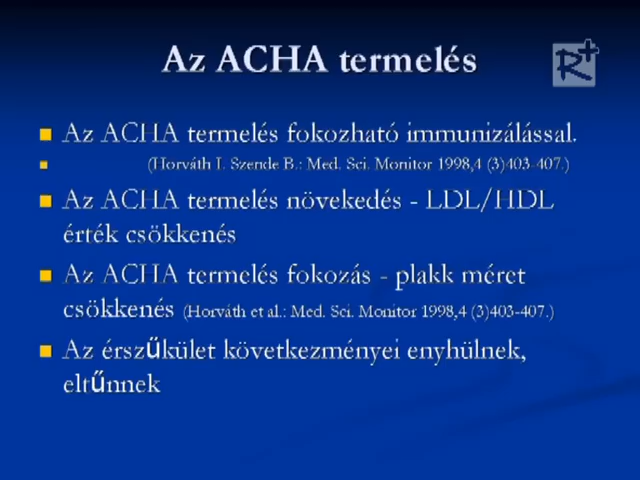 Az ACHA termelés
R+
Az ACHA termelés fokozható immunizálással.
(Horváth I. Szende B.: Med. Sci. Monitor 1998,4 (3)403-407.)
Az ACHA termelés növekedés - LDL/HDL
érték csökkenés
Az ACHA termelés fokozás - plakk méret
csökkenés (Horváth et al.: Med. Sci. Monitor 1998,4 (3)403-407.)
Az érszűkület következményei enyhülnek,
eltűnnek